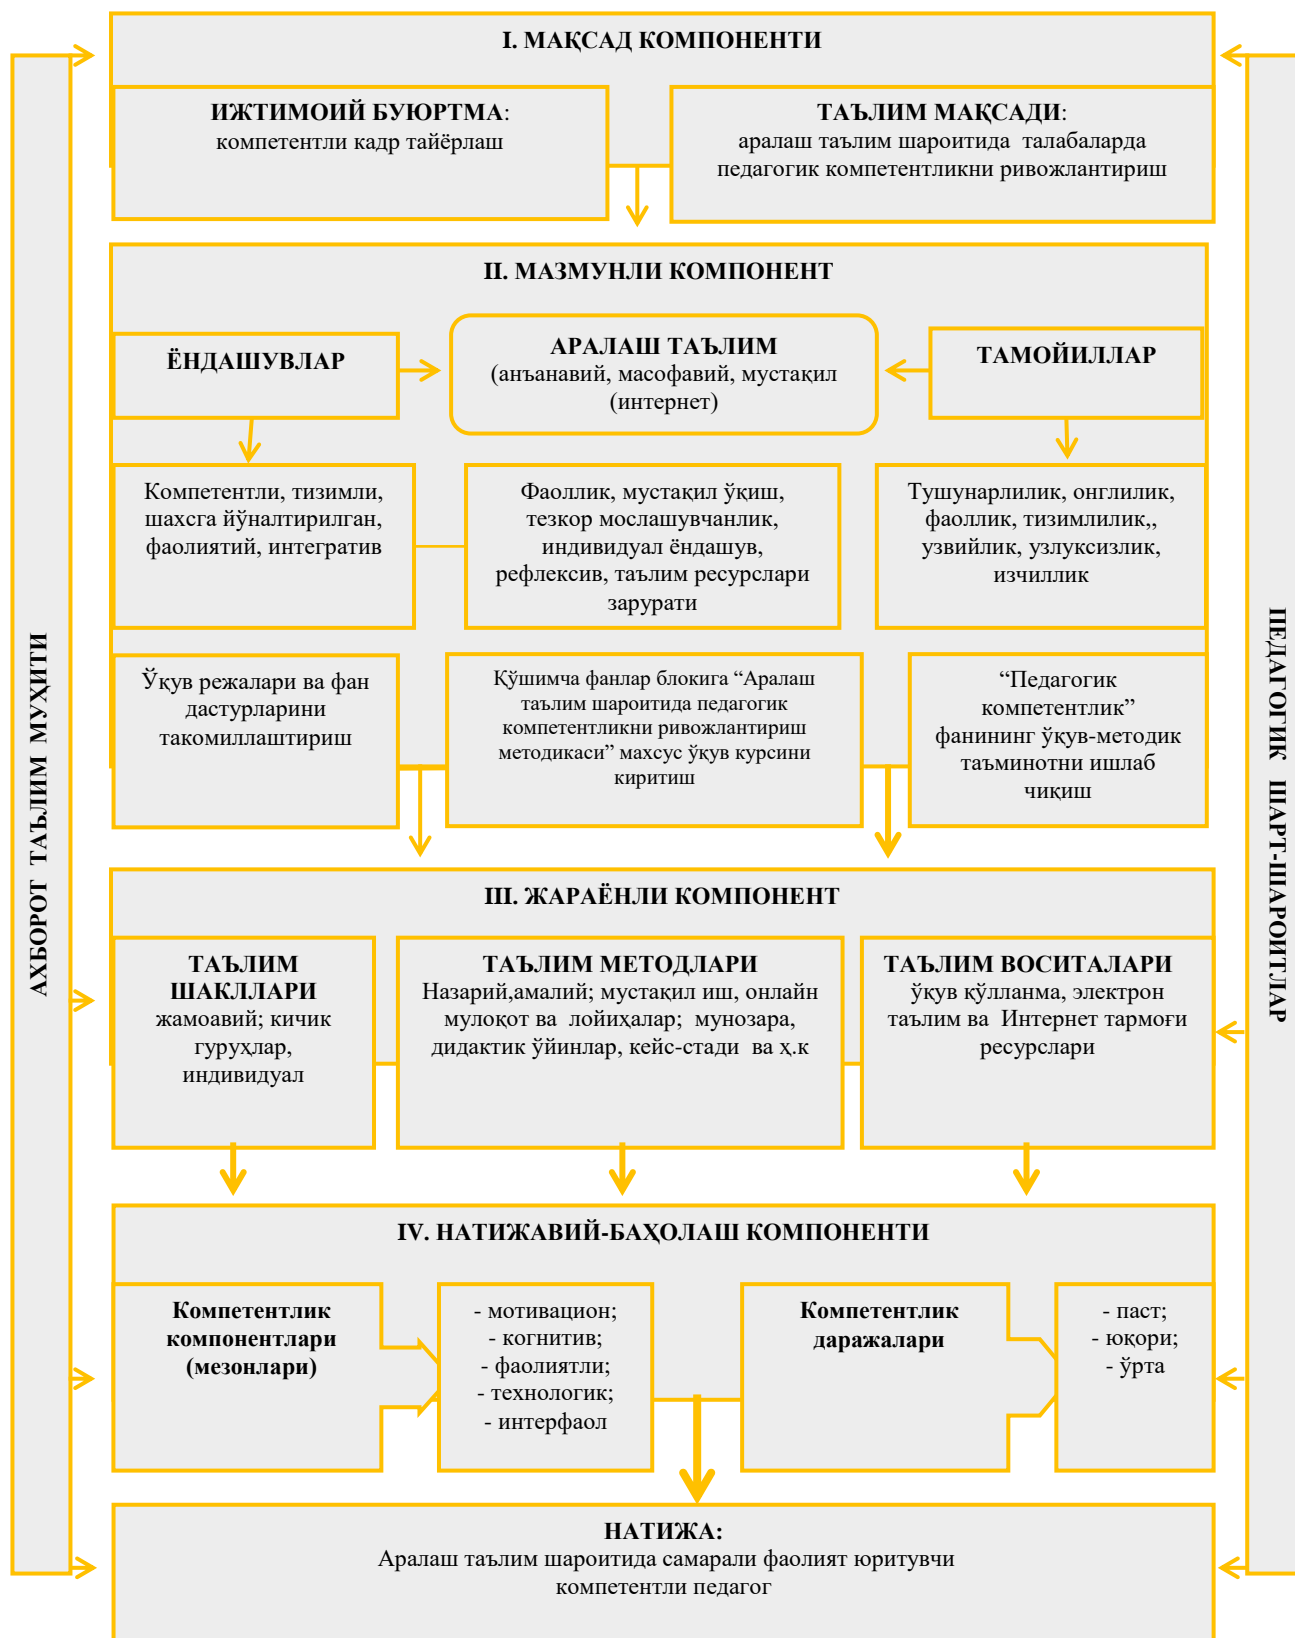 I. МАҚСАД КОМПОНЕНТИ
ИЖТИМОИЙ БУЮРТМА:
компетентли кадр тайёрлаш
ТАЪЛИМ МАҚСАДИ:
аралаш таълим шароитида талабаларда
педагогик компетентликни ривожлантириш
II. МАЗМУНЛИ КОМПОНЕНТ
ЁНДАШУВЛАР
АРАЛАШ ТАЪЛИМ
(анъанавий, масофавий, мустақил
(интернет)
ТАМОЙИЛЛАР
Компетентли, тизимли,
шахсга йўналтирилган,
фаолиятий, интегратив
Фаоллик, мустақил ўқиш,
тезкор мослашувчанлик,
индивидуал ёндашув,
рефлексив, таълим ресурслари
зарурати
Тушунарлилик, онглилик,
фаоллик, тизимлилик,,
узвийлик, узлуксизлик,
изчиллик
Ўқув режалари ва фан
дастурларини
такомиллаштириш
Қўшимча фанлар блокига “Аралаш
таълим шароитида педагогик
компетентликни ривожлантириш
методикаси” махсус ўқув курсини
киритиш
“Педагогик
компетентлик”
фанининг ўқув-методик
таъминотни ишлаб
чиқиш
III. ЖАРАЁНЛИ КОМПОНЕНТ
ТАЪЛИМ
ШАКЛЛАРИ
жамоавий; кичик
гуруҳлар,
индивидуал
ТАЪЛИМ МЕТОДЛАРИ
Назарий,амалий; мустақил иш, онлайн
мулоқот ва лойиҳалар; мунозара,
дидактик ўйинлар, кейс-стади ва ҳ.к
ТАЪЛИМ ВОСИТАЛАРИ
ўқув қўлланма, электрон
таълим ва Интернет тармоғи
ресурслари
IV. НАТИЖАВИЙ-БАҲОЛАШ КОМПОНЕНТИ
Компетентлик
компонентлари
(мезонлари)
- мотивацион;
- когнитив;
- фаолиятли;
- технологик;
- интерфаол
Компетентлик
даражалари
- паст;
- юқори;
- ўрта
НАТИЖА:
Аралаш таълим шароитида самарали фаолият юритувчи
компетентли педагог
АХБОРОТ ТАЪЛИМ МУҲИТИ
ПЕДАГОГИК ШАРТ-ШАРОИТЛАР